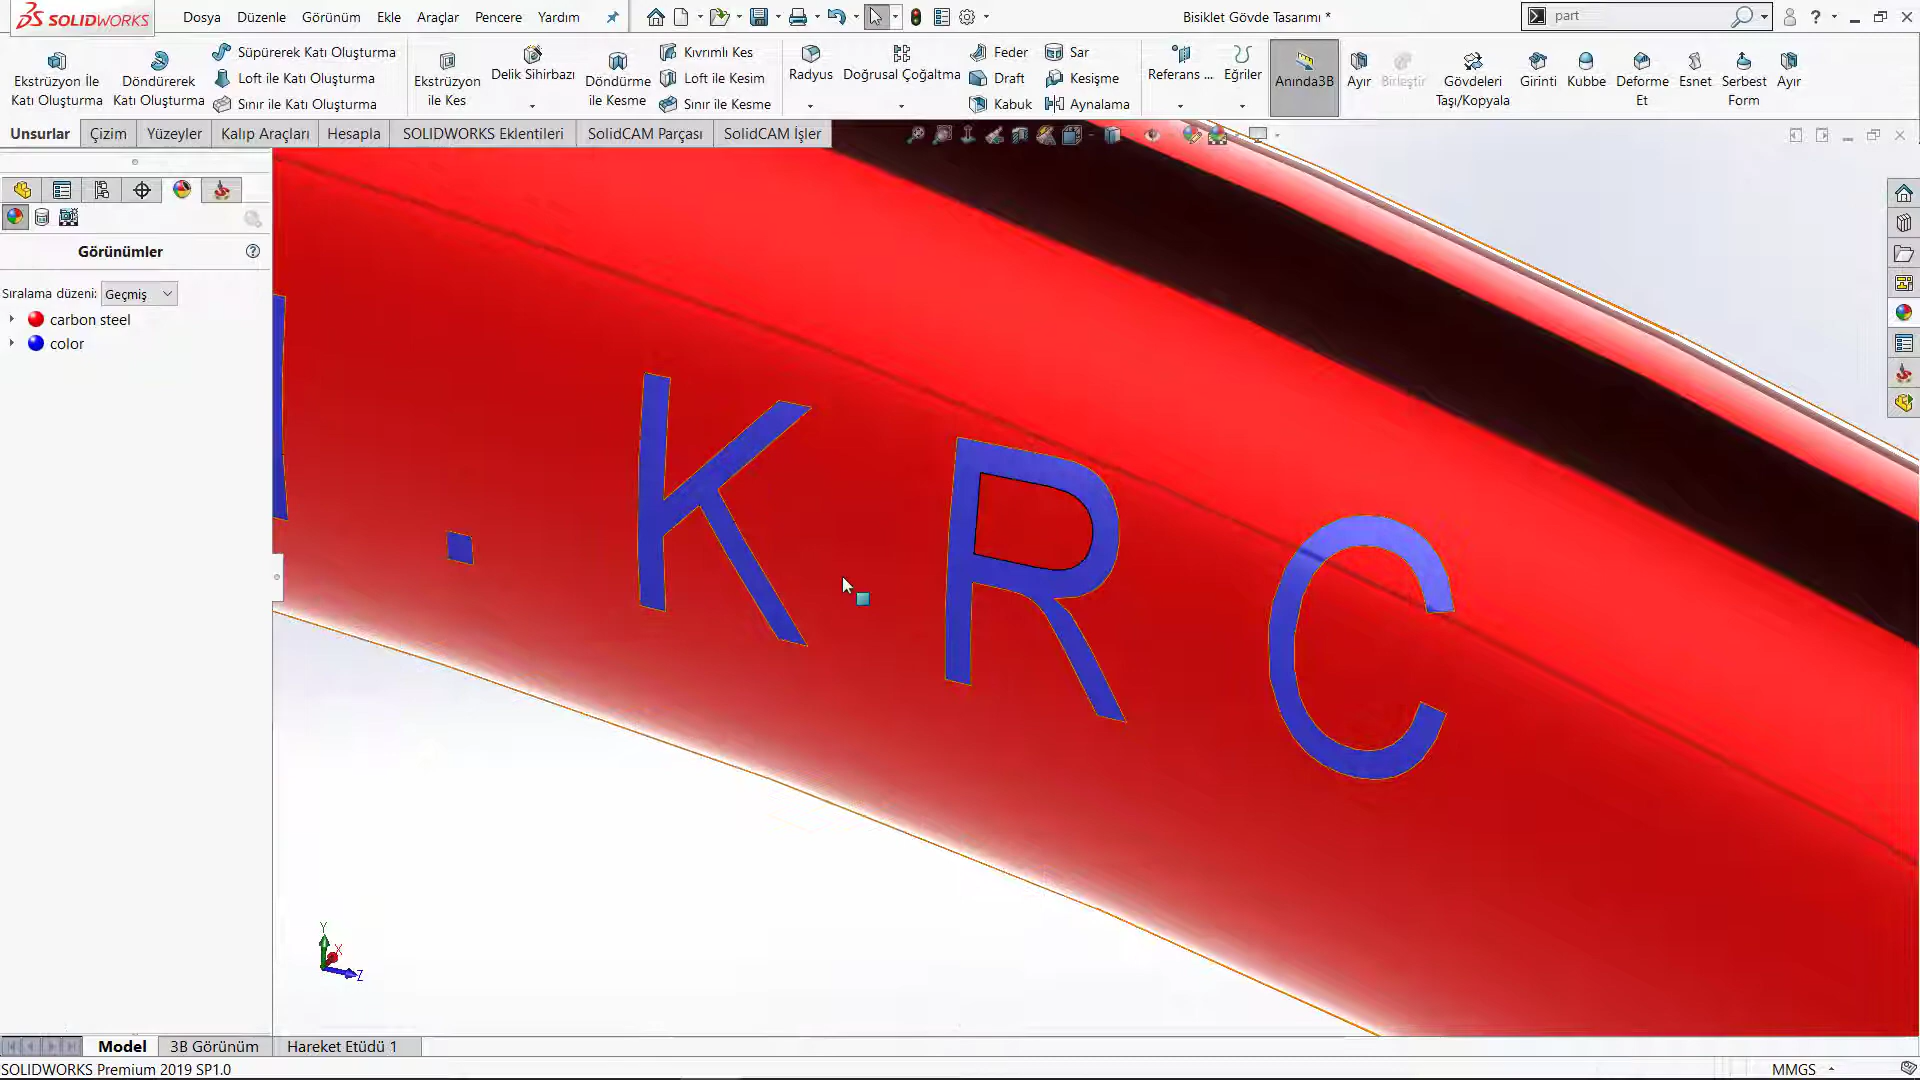 SOLIDWORKS
Dosya Düzenle Görünüm Ekle Araçlar Pencere Yardım
Bisiklet Gövde Tasarımı *
part
Ekstrüzyon İle Katı Oluşturma
Döndürerek Katı Oluşturma
Süpürerek Katı Oluşturma
Loft ile Katı Oluşturma
Sınır ile Katı Oluşturma
Ekstrüzyon ile Kes
Delik Sihirbazı
Döndürme ile Kesme
Kıvrımlı Kes
Loft ile Kesim
Sınır ile Kesme
Radyus
Doğrusal Çoğaltma
Feder
Draft
Kabuk
Sar
Kesişme
Aynalama
Referans ...
Eğriler
Anında3B
Ayır
Birleştir
Gövdeleri Taşı/Kopyala
Girinti
Kubbe
Deforme Et
Esnet
Serbest Form
Ayır
Unsurlar Çizim Yüzeyler Kalıp Araçları Hesapla SOLIDWORKS Eklentileri SolidCAM Parçası SolidCAM İşler
Görünümler
Sıralama düzeni: Geçmiş
carbon steel
color
. K R C
Y
X
Z
Model 3B Görünüm Hareket Etüdü 1
SOLIDWORKS Premium 2019 SP1.0
MMGS